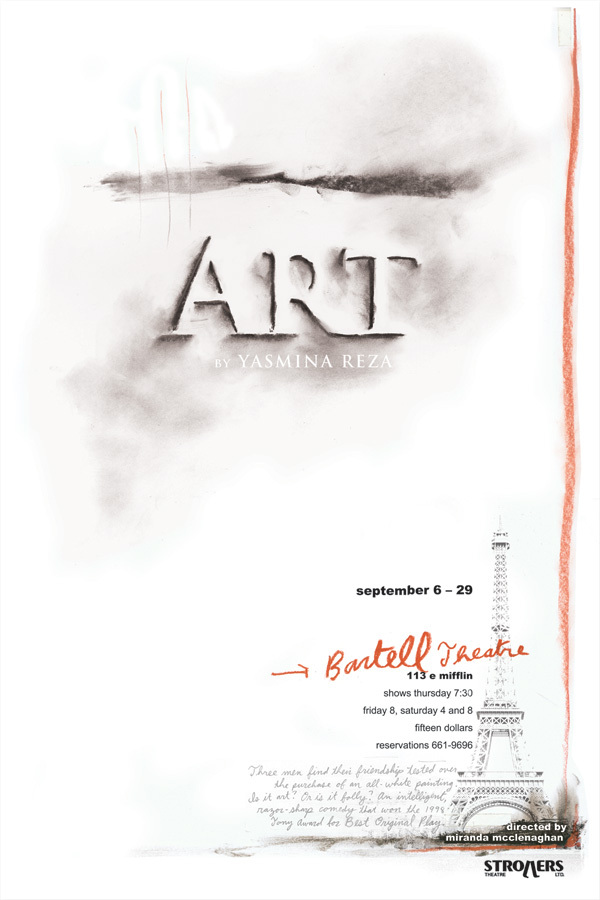 ART
BY YASMINA REZA
september 6 – 29
→ Bartell Theatre
113 e mifflin
shows thursday 7:30
friday 8, saturday 4 and 8
fifteen dollars
reservations 661-9696
Three men find their friendship tested over
the purchase of an all-white painting.
Is it art? Or is it folly? An intelligent,
razor-sharp comedy that won the 1998
Tony Award for Best Original Play.
directed by
miranda mcclenaghan
STROLLERS
THEATRE LTD.